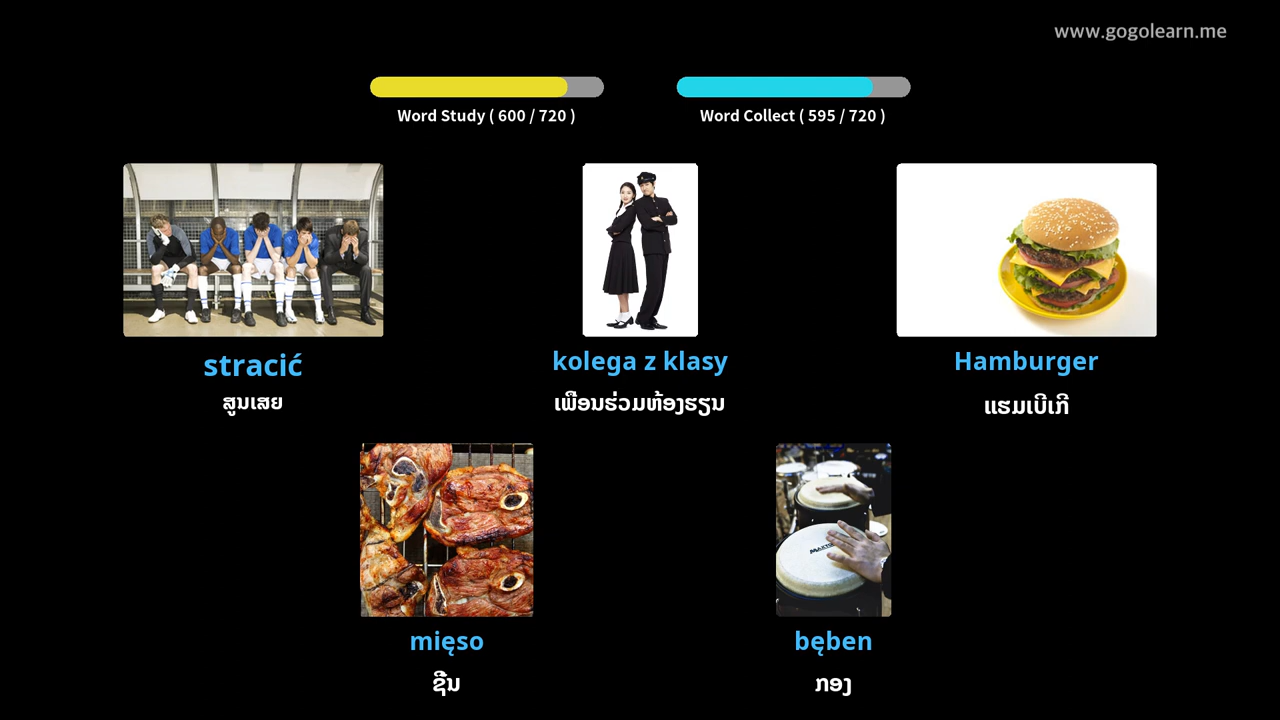 www.gogolearn.me
Word Study ( 600 / 720 )
Word Collect ( 595 / 720 )
stracić
ສູນເສຍ
kolega z klasy
ເພື່ອນຮ່ວມຫ້ອງຮຽນ
Hamburger
ແຮມເບີເກີ
mięso
ຊີ້ນ
bęben
ກອງ